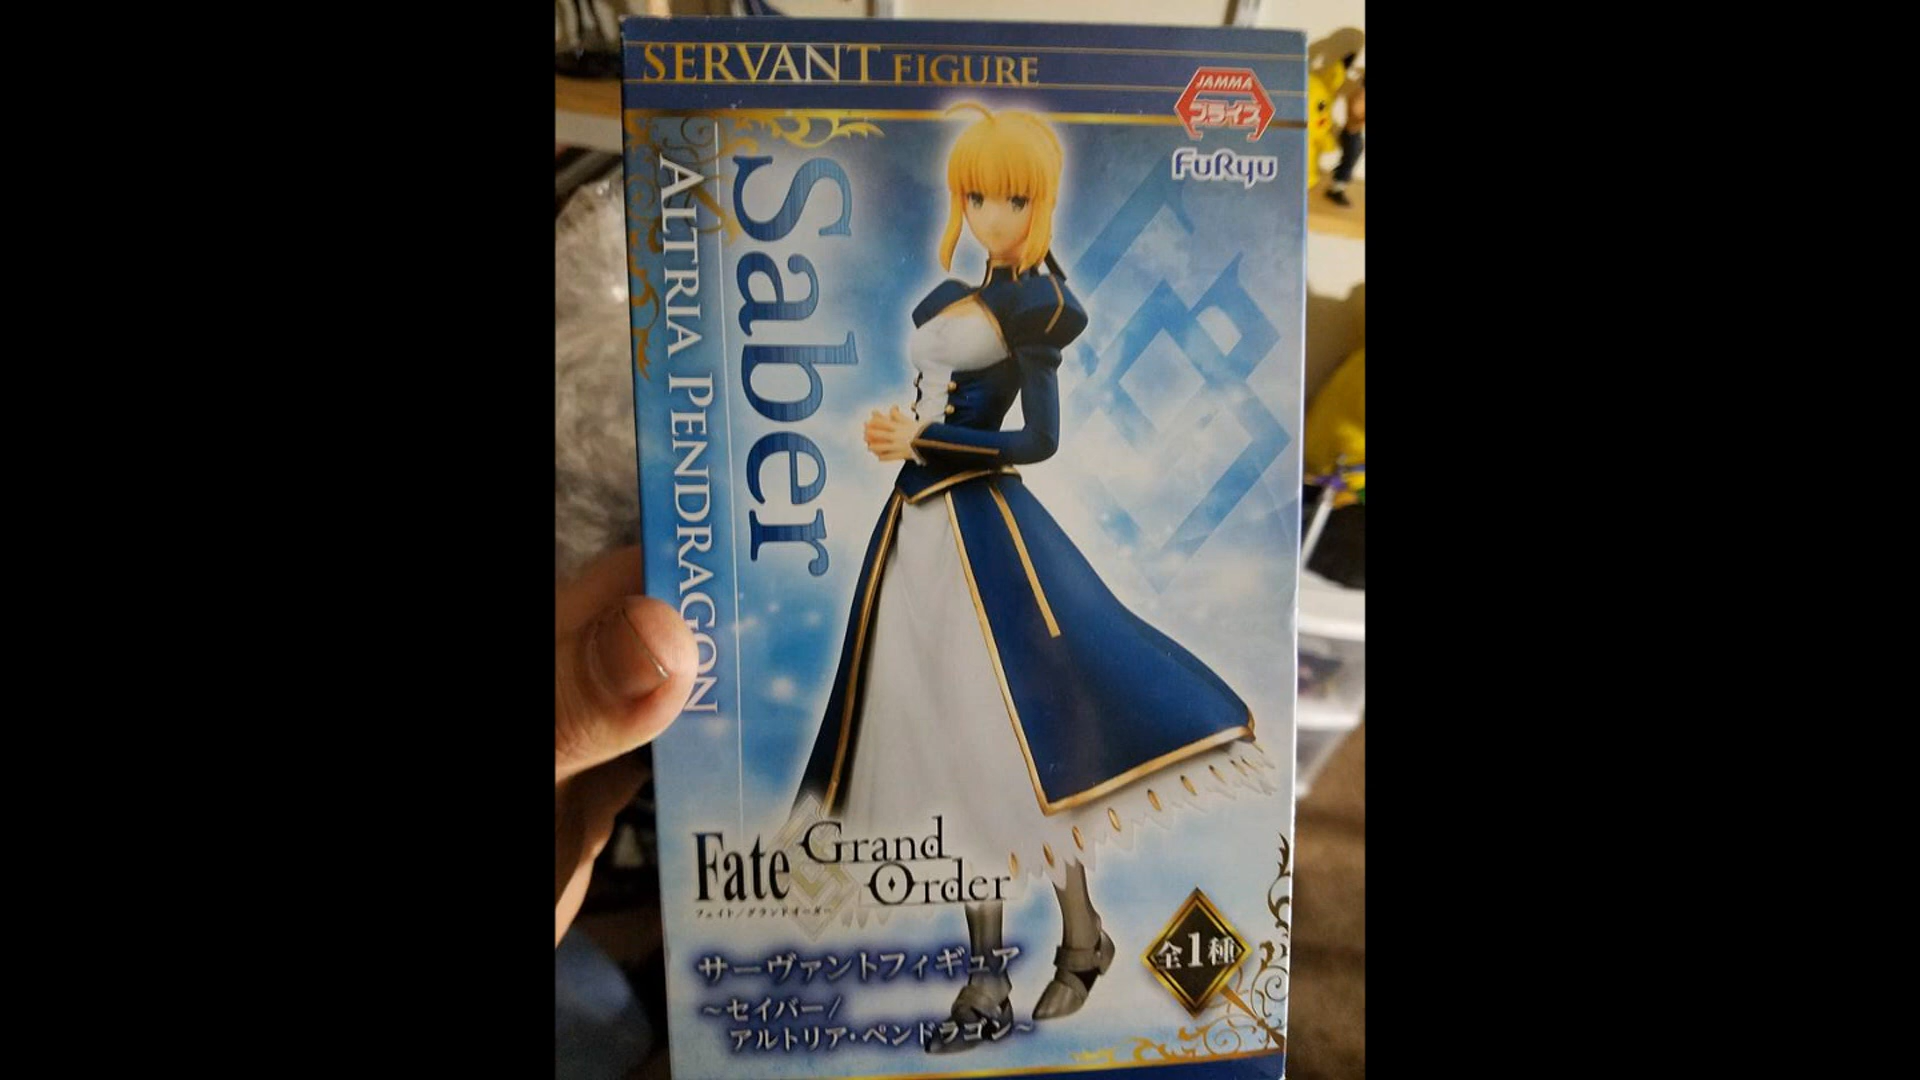 SERVANT FIGURE
JAMMA
プライズ
FuRyu
Saber
ALTRIA PENDRAGON
Fate Grand
Order
フェイト/グランドオーダー
サーヴァントフィギュア
~セイバー/
アルトリア・ペンドラゴン~
全1種